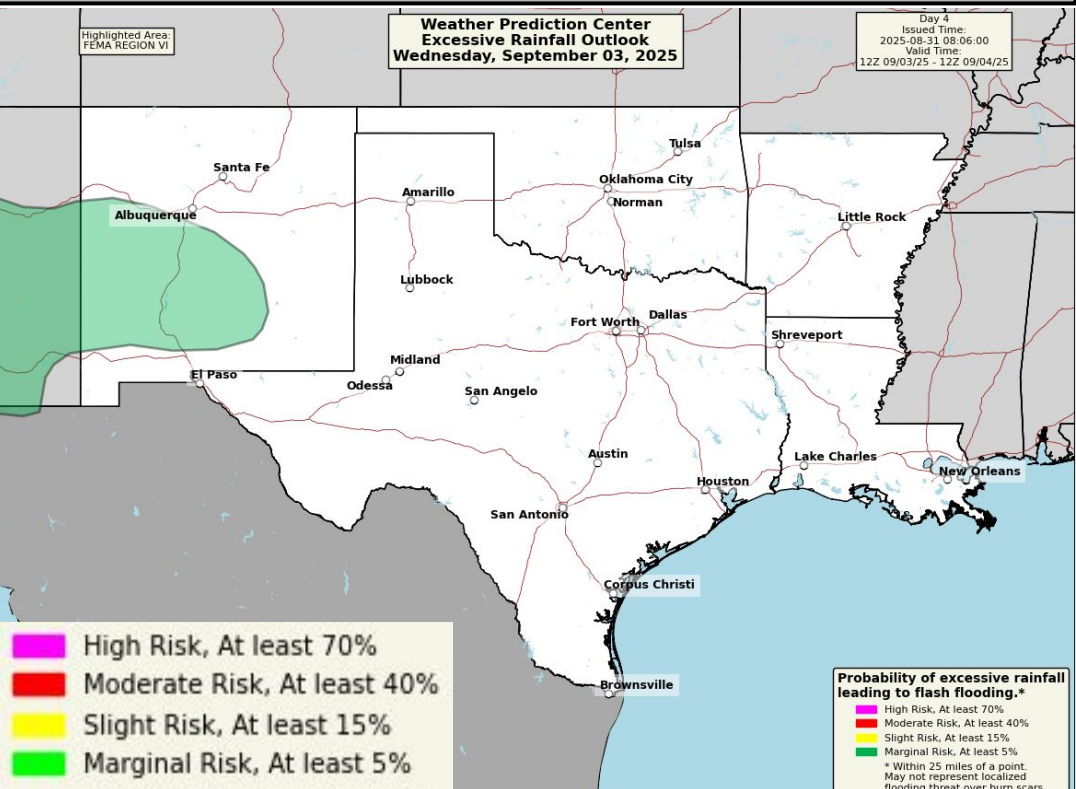 Highlighted Area:
FEMA REGION VI
Weather Prediction Center
Excessive Rainfall Outlook
Wednesday, September 03, 2025
Day 4
Issued Time:
2025-08-31 08:06:00
Valid Time:
12Z 09/03/25 - 12Z 09/04/25
Tulsa
Santa Fe
Oklahoma City
Amarillo
Norman
Albuquerque
Little Rock
Lubbock
Dallas
Fort Worth
Shreveport
Midland
El Paso
Odessa
San Angelo
Austin
Lake Charles
New Orleans
Houston
San Antonio
Corpus Christi
Brownsville
High Risk, At least 70%
Moderate Risk, At least 40%
Slight Risk, At least 15%
Marginal Risk, At least 5%
Probability of excessive rainfall
leading to flash flooding.*
High Risk, At least 70%
Moderate Risk, At least 40%
Slight Risk, At least 15%
Marginal Risk, At least 5%
* Within 25 miles of a point.
May not represent localized
flooding threat over burn scars